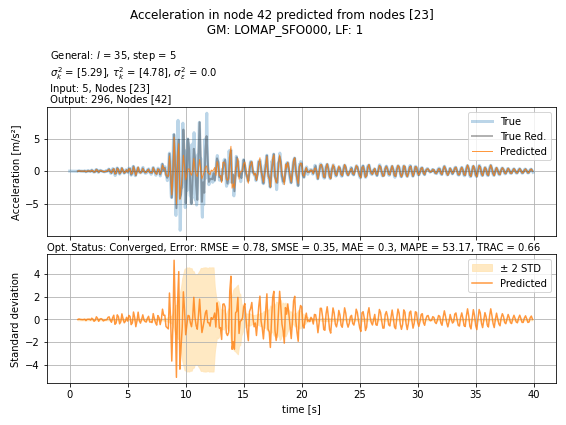 Acceleration in node 42 predicted from nodes [23]
GM: LOMAP_SFO000, LF: 1
General: l = 35, step = 5
σ²ₖ = [5.29], τ²ₖ = [4.78], σ²ₑ = 0.0
Input: 5, Nodes [23]
Output: 296, Nodes [42]
Acceleration [m/s²]
5
0
−5
True
True Red.
Predicted
Opt. Status: Converged, Error: RMSE = 0.78, SMSE = 0.35, MAE = 0.3, MAPE = 53.17, TRAC = 0.66
Standard deviation
4
2
0
−2
−4
± 2 STD
Predicted
0 5 10 15 20 25 30 35 40
time [s]